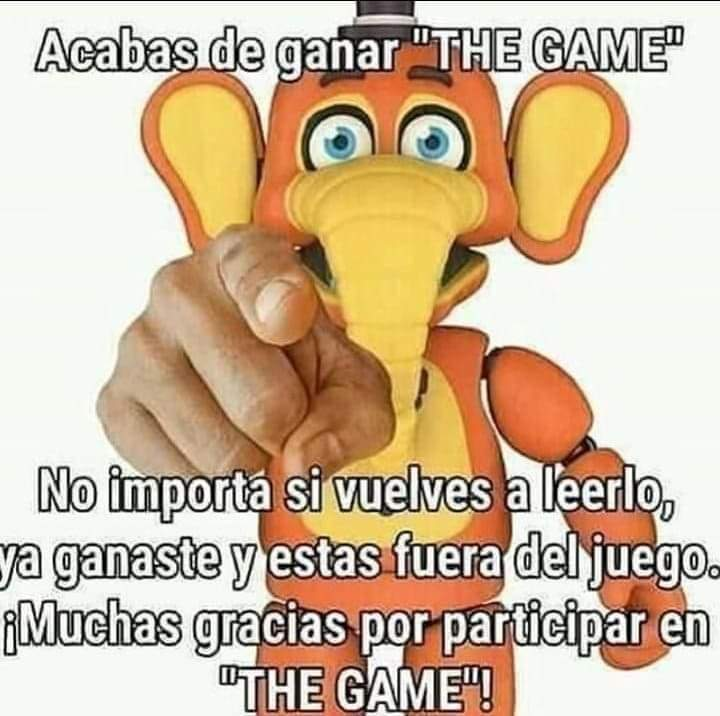 Acabas de ganar "THE GAME"
No importa si vuelves a leerlo,
ya ganaste y estas fuera del juego.
¡Muchas gracias por participar en
"THE GAME"!